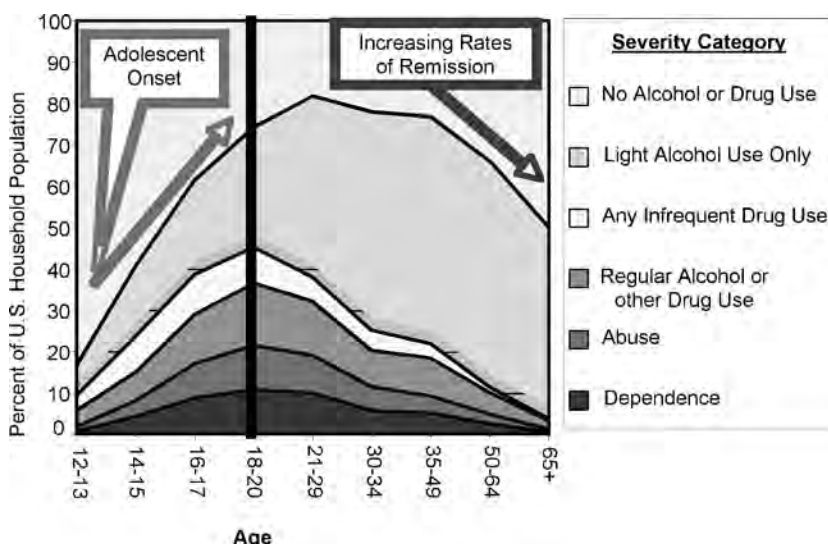 Percent of U.S. Household Population
100
90
80
70
60
50
40
30
20
10
0
Adolescent
Onset
Increasing Rates
of Remission
12-13
14-15
16-17
18-20
21-29
30-34
35-49
50-64
65+
Age
Severity Category
No Alcohol or Drug Use
Light Alcohol Use Only
Any Infrequent Drug Use
Regular Alcohol or
other Drug Use
Abuse
Dependence